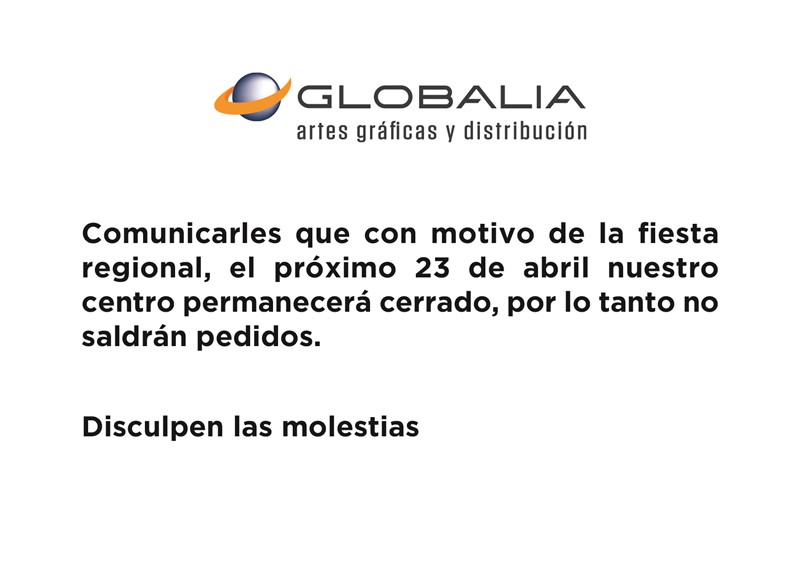 GLOBALIA
artes gráficas y distribución
Comunicarles que con motivo de la fiesta
regional, el próximo 23 de abril nuestro
centro permanecerá cerrado, por lo tanto no
saldrán pedidos.
Disculpen las molestias